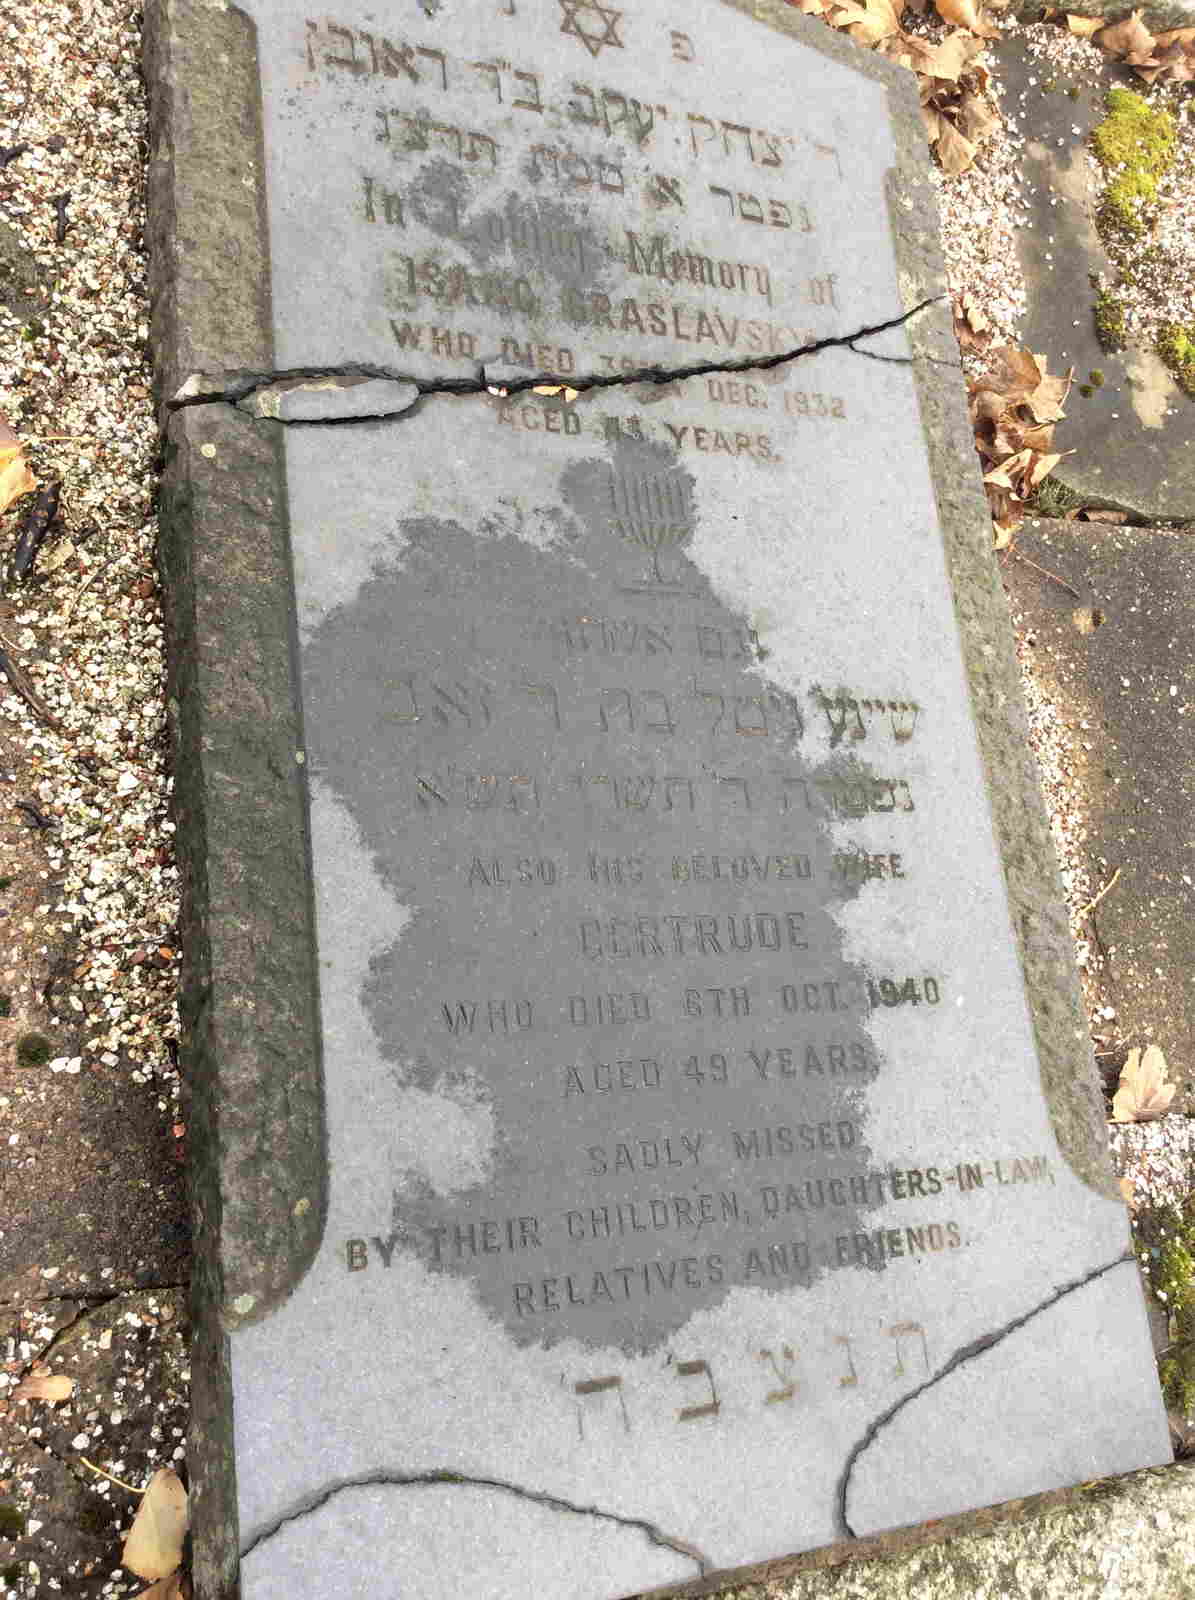 פ נ
ר' יצחק יעקב ב"ר ראובן
נפטר א' טבת תרצ"ג
In Loving Memory of
ISAAC BRASLAVSKY
WHO DIED 30TH DEC. 1932
AGED YEARS.
גם אשתו
שיינע גיטל בת ר' זאב
נפטרה ד' תשרי תש"א
ALSO HIS BELOVED WIFE
GERTRUDE
WHO DIED 6TH OCT. 1940
AGED 49 YEARS.
SADLY MISSED
BY THEIR CHILDREN, DAUGHTERS-IN-LAW,
RELATIVES AND FRIENDS.
ת נ צ ב ה